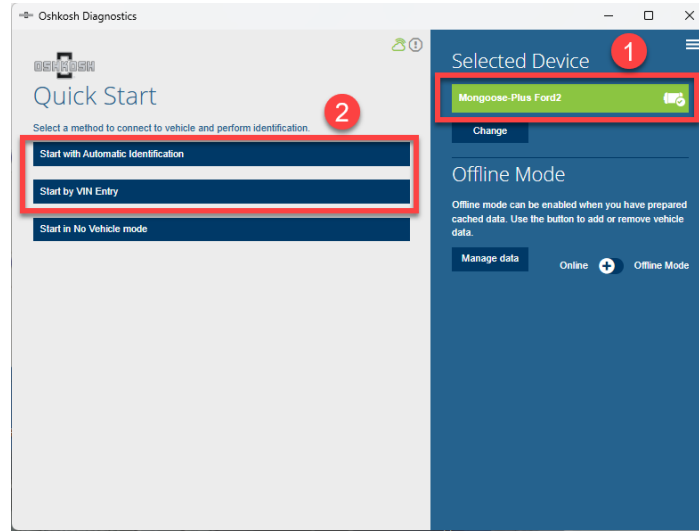 Oshkosh Diagnostics
OSHKOSH
Quick Start
Select a method to connect to vehicle and perform identification.
2
Start with Automatic Identification
Start by VIN Entry
Start in No Vehicle mode
1
Selected Device
Mongoose-Plus Ford2
Change
Offline Mode
Offline mode can be enabled when you have prepared
cached data. Use the button to add or remove vehicle
data.
Manage data
Online
Offline Mode